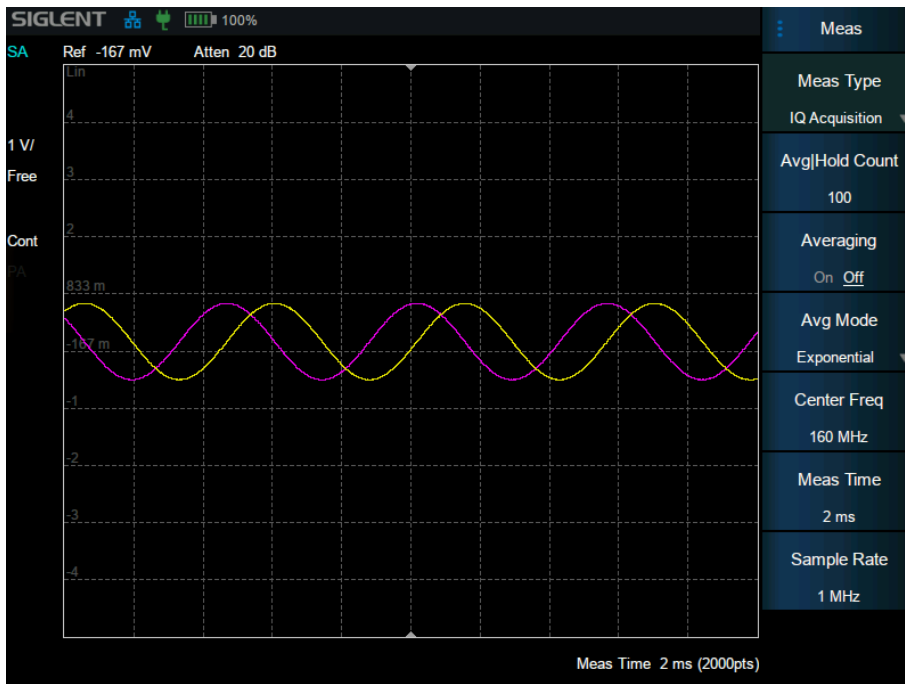 SIGLENT 100%
Meas
SA
Ref -167 mV Atten 20 dB
Lin
Meas Type
IQ Acquisition
4
1 V/
Avg|Hold Count
Free
3
100
2
Cont
Averaging
On Off
PA
833 m
Avg Mode
-167 m
Exponential
-1
Center Freq
160 MHz
-2
Meas Time
2 ms
-3
Sample Rate
-4
1 MHz
Meas Time 2 ms (2000pts)